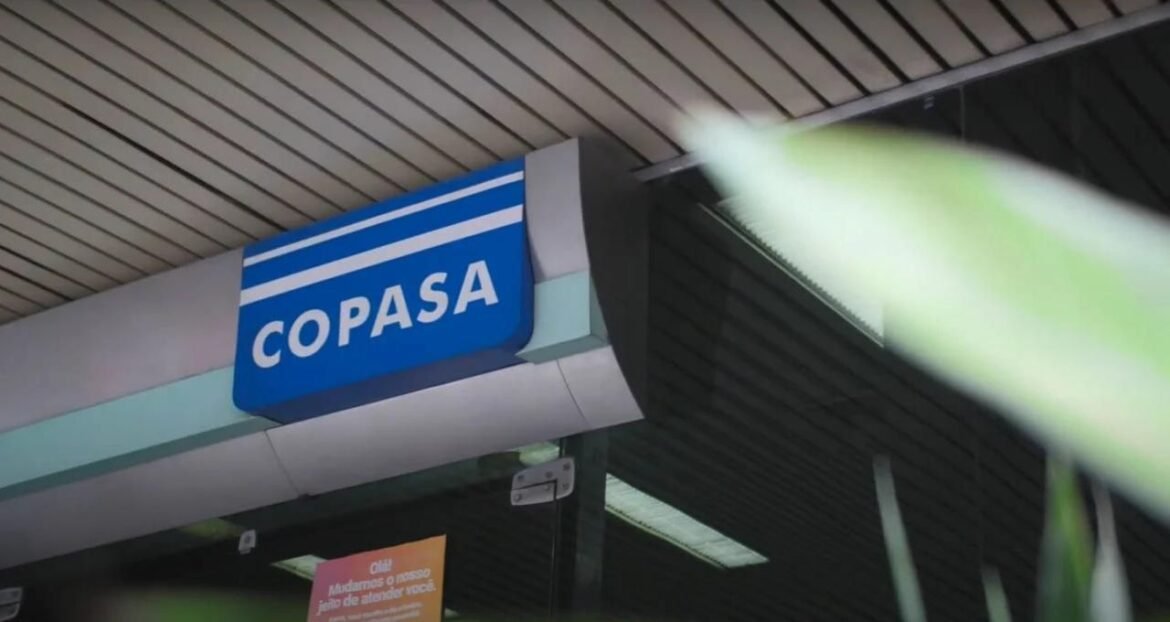 COPASA
Olá!
Mudamos o nosso
jeito de atender você.